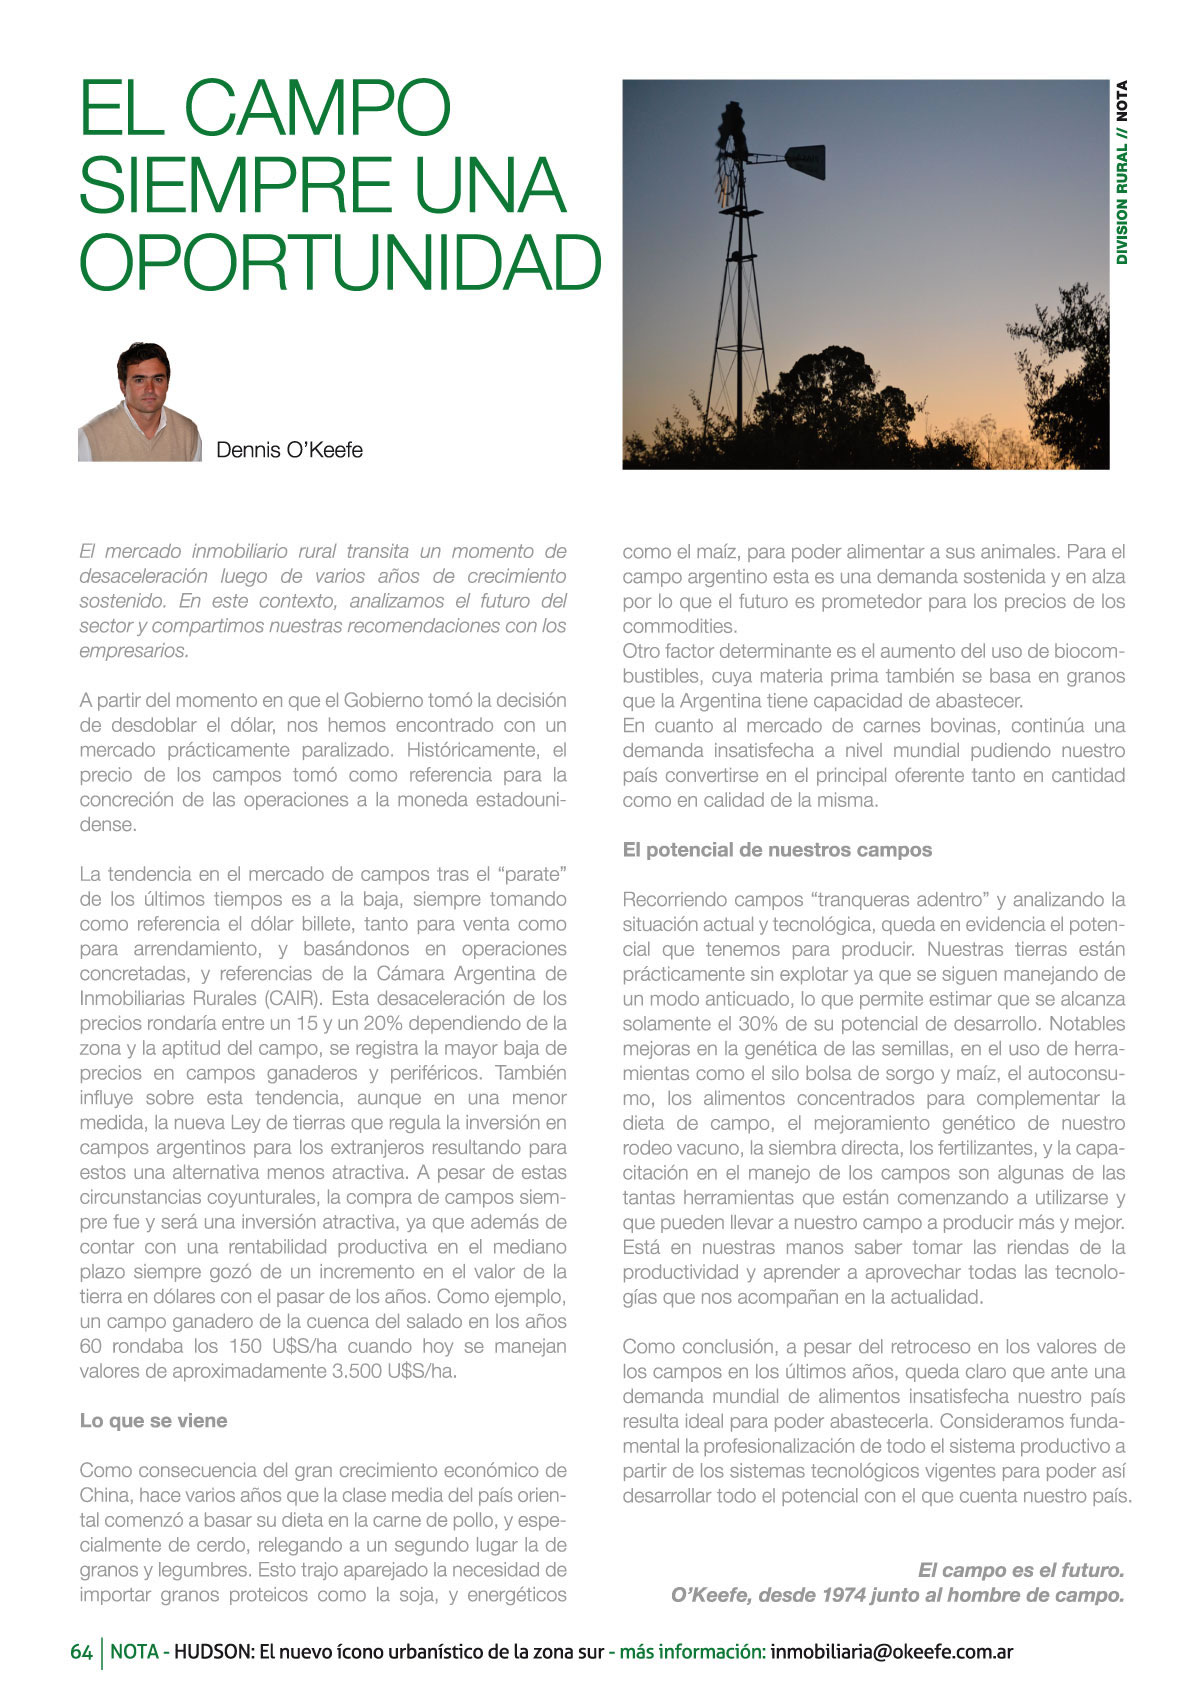 EL CAMPO
SIEMPRE UNA
OPORTUNIDAD
DIVISION RURAL // NOTA
Dennis O’Keefe
El mercado inmobiliario rural transita un momento de
desaceleración luego de varios años de crecimiento
sostenido. En este contexto, analizamos el futuro del
sector y compartimos nuestras recomendaciones con los
empresarios.
A partir del momento en que el Gobierno tomó la decisión
de desdoblar el dólar, nos hemos encontrado con un
mercado prácticamente paralizado. Históricamente, el
precio de los campos tomó como referencia para la
concreción de las operaciones a la moneda estadouni-
dense.
La tendencia en el mercado de campos tras el “parate”
de los últimos tiempos es a la baja, siempre tomando
como referencia el dólar billete, tanto para venta como
para arrendamiento, y basándonos en operaciones
concretadas, y referencias de la Cámara Argentina de
Inmobiliarias Rurales (CAIR). Esta desaceleración de los
precios rondaría entre un 15 y un 20% dependiendo de la
zona y la aptitud del campo, se registra la mayor baja de
precios en campos ganaderos y periféricos. También
influye sobre esta tendencia, aunque en una menor
medida, la nueva Ley de tierras que regula la inversión en
campos argentinos para los extranjeros resultando para
estos una alternativa menos atractiva. A pesar de estas
circunstancias coyunturales, la compra de campos siem-
pre fue y será una inversión atractiva, ya que además de
contar con una rentabilidad productiva en el mediano
plazo siempre gozó de un incremento en el valor de la
tierra en dólares con el pasar de los años. Como ejemplo,
un campo ganadero de la cuenca del salado en los años
60 rondaba los 150 U$S/ha cuando hoy se manejan
valores de aproximadamente 3.500 U$S/ha.
Lo que se viene
Como consecuencia del gran crecimiento económico de
China, hace varios años que la clase media del país orien-
tal comenzó a basar su dieta en la carne de pollo, y espe-
cialmente de cerdo, relegando a un segundo lugar la de
granos y legumbres. Esto trajo aparejado la necesidad de
importar granos proteicos como la soja, y energéticos
como el maíz, para poder alimentar a sus animales. Para el
campo argentino esta es una demanda sostenida y en alza
por lo que el futuro es prometedor para los precios de los
commodities.
Otro factor determinante es el aumento del uso de biocom-
bustibles, cuya materia prima también se basa en granos
que la Argentina tiene capacidad de abastecer.
En cuanto al mercado de carnes bovinas, continúa una
demanda insatisfecha a nivel mundial pudiendo nuestro
país convertirse en el principal oferente tanto en cantidad
como en calidad de la misma.
El potencial de nuestros campos
Recorriendo campos “tranqueras adentro” y analizando la
situación actual y tecnológica, queda en evidencia el poten-
cial que tenemos para producir. Nuestras tierras están
prácticamente sin explotar ya que se siguen manejando de
un modo anticuado, lo que permite estimar que se alcanza
solamente el 30% de su potencial de desarrollo. Notables
mejoras en la genética de las semillas, en el uso de herra-
mientas como el silo bolsa de sorgo y maíz, el autoconsu-
mo, los alimentos concentrados para complementar la
dieta de campo, el mejoramiento genético de nuestro
rodeo vacuno, la siembra directa, los fertilizantes, y la capa-
citación en el manejo de los campos son algunas de las
tantas herramientas que están comenzando a utilizarse y
que pueden llevar a nuestro campo a producir más y mejor.
Está en nuestras manos saber tomar las riendas de la
productividad y aprender a aprovechar todas las tecnolo-
gías que nos acompañan en la actualidad.
Como conclusión, a pesar del retroceso en los valores de
los campos en los últimos años, queda claro que ante una
demanda mundial de alimentos insatisfecha nuestro país
resulta ideal para poder abastecerla. Consideramos funda-
mental la profesionalización de todo el sistema productivo a
partir de los sistemas tecnológicos vigentes para poder así
desarrollar todo el potencial con el que cuenta nuestro país.
El campo es el futuro.
O’Keefe, desde 1974 junto al hombre de campo.
64 | NOTA - HUDSON: El nuevo ícono urbanístico de la zona sur - más información: inmobiliaria@okeefe.com.ar